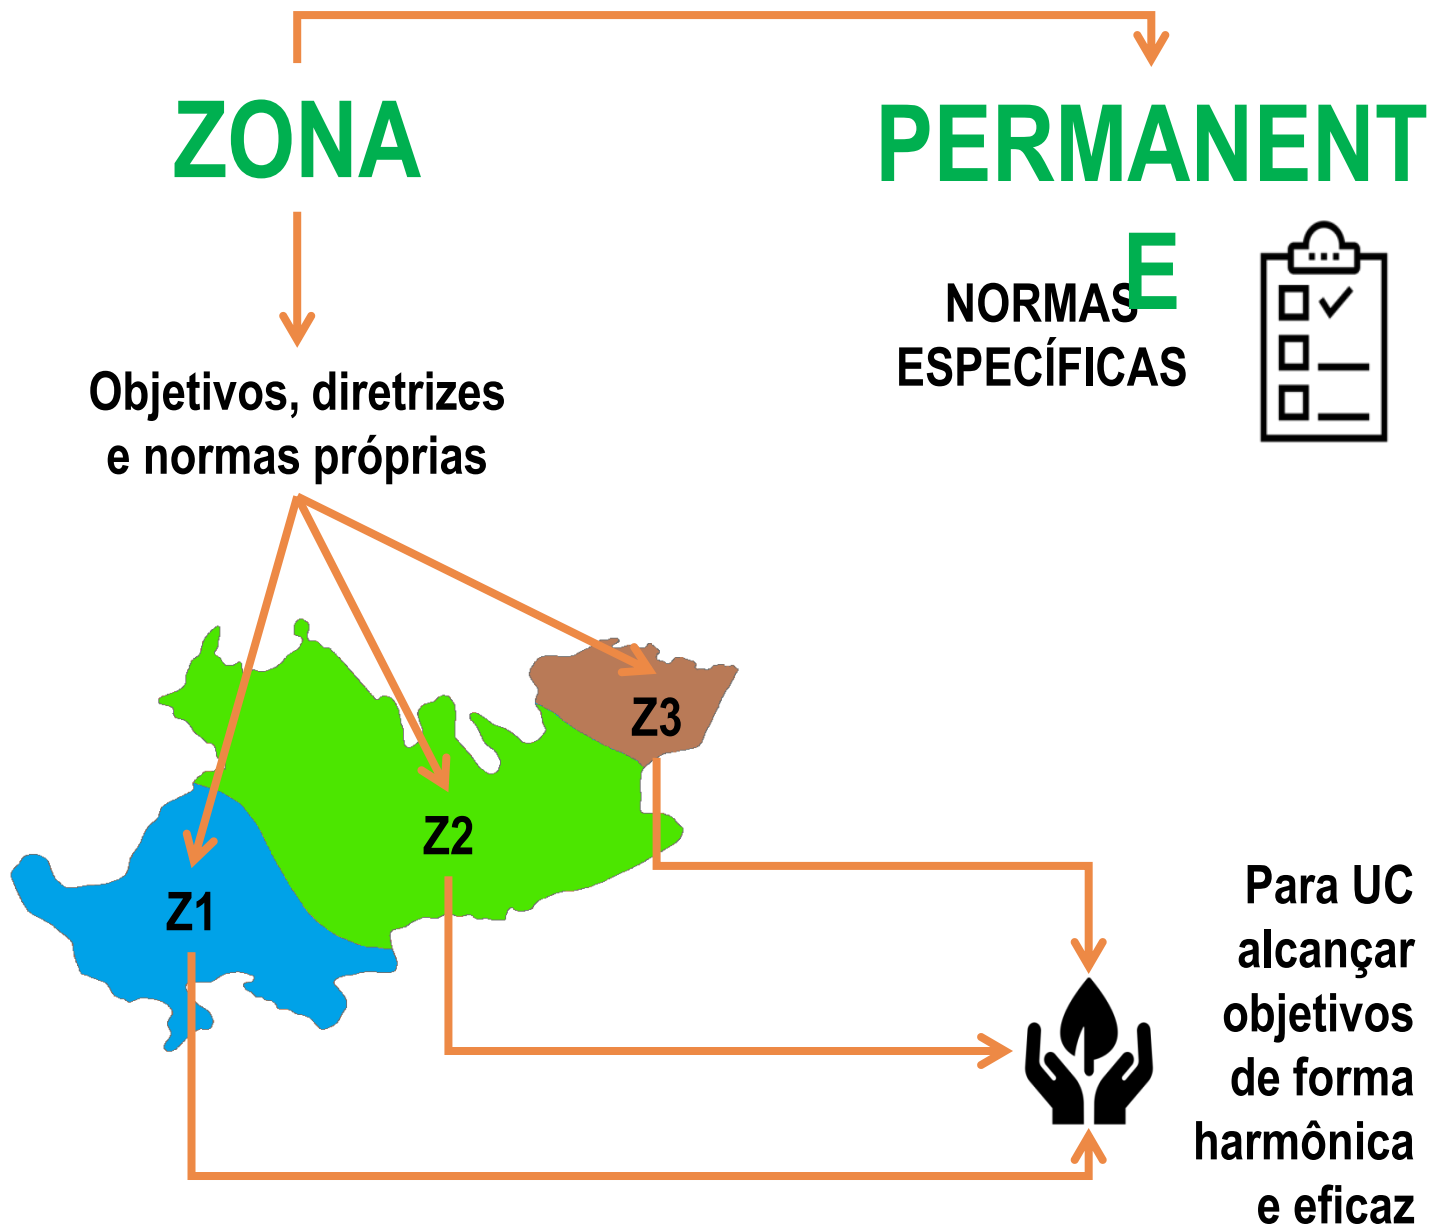 ZONA
PERMANENT
E
NORMAS
ESPECÍFICAS
Objetivos, diretrizes
e normas próprias
Z3
Z2
Z1
Para UC
alcançar
objetivos
de forma
harmônica
e eficaz